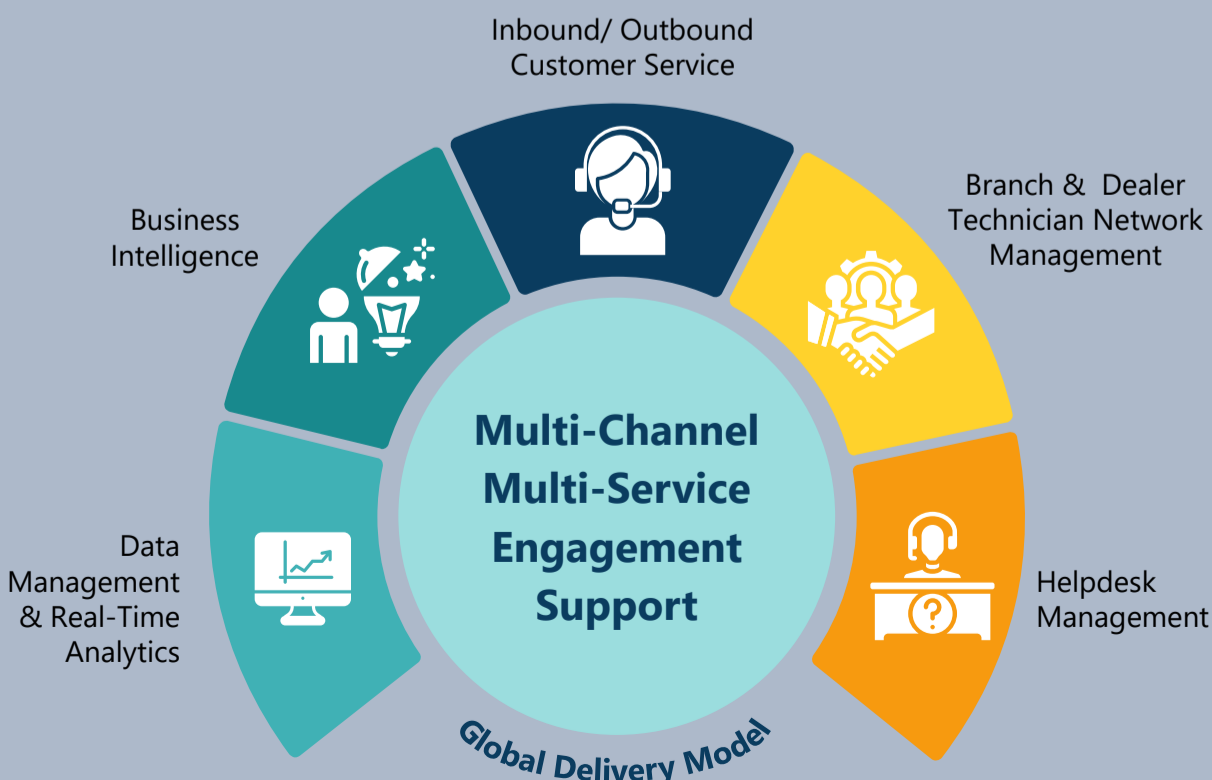 Inbound/ Outbound
Customer Service
Business
Intelligence
Branch & Dealer
Technician Network
Management
Multi-Channel
Multi-Service
Engagement
Support
Data
Management
& Real-Time
Analytics
?
Helpdesk
Management
Global Delivery Model